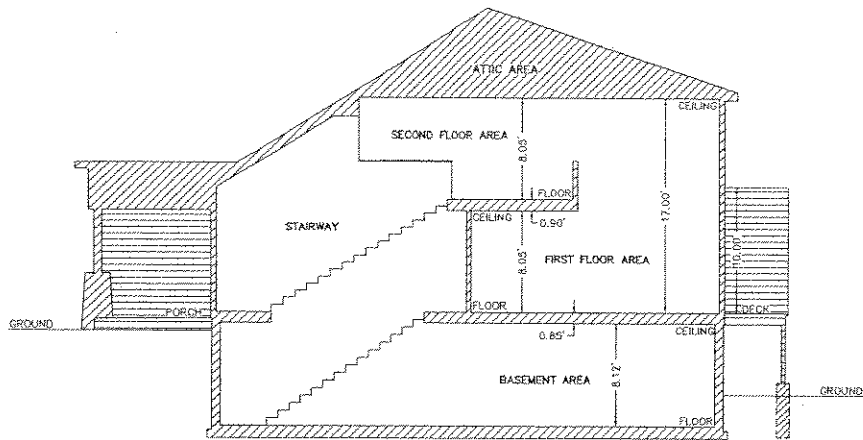 ATTIC AREA
CEILING
SECOND FLOOR AREA
8.05'
FLOOR
17.00'
CEILING
0.90'
STAIRWAY
8.05'
FIRST FLOOR AREA
10.00'
FLOOR
PORCH
DECK
GROUND
0.85'
CEILING
8.12'
BASEMENT AREA
GROUND
FLOOR